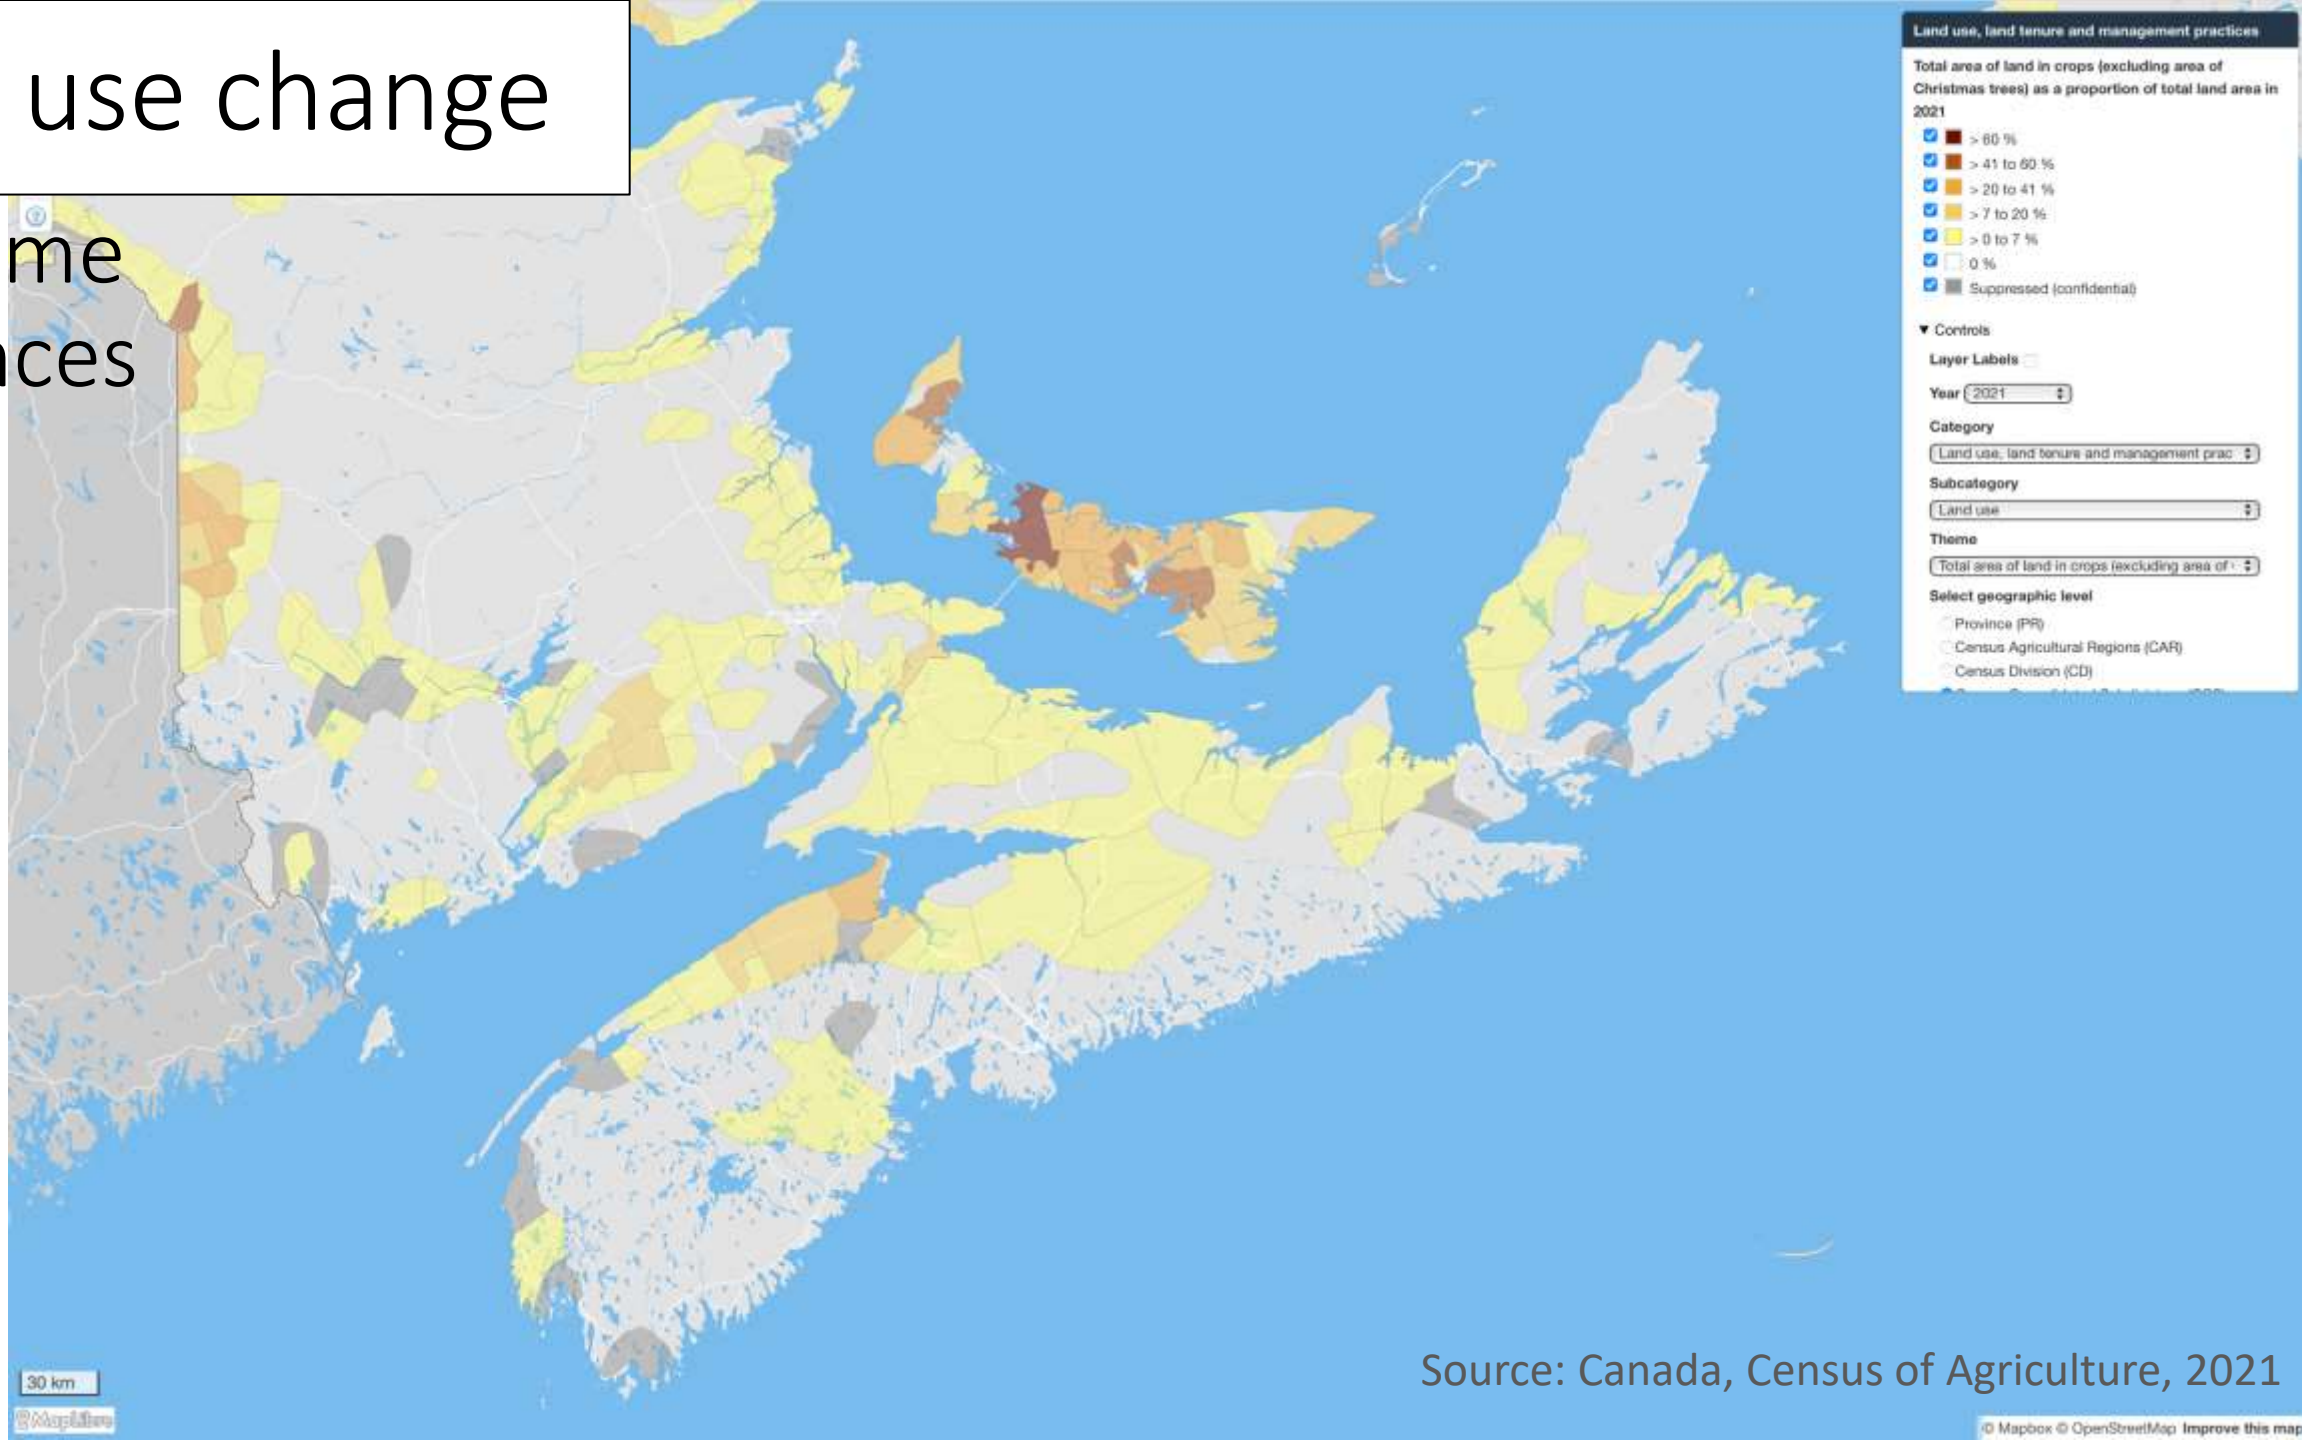 use change
me
ces
Land use, land tenure and management practices
Total area of land in crops (excluding area of
Christmas trees) as a proportion of total land area in
2021
> 60 %
> 41 to 60 %
> 20 to 41 %
> 7 to 20 %
> 0 to 7 %
0 %
Suppressed (confidential)
▼ Controls
Layer Labels
Year 2021
Category
Land use, land tenure and management prac
Subcategory
Land use
Theme
Total area of land in crops (excluding area of
Select geographic level
Province (PR)
Census Agricultural Regions (CAR)
Census Division (CD)
30 km
MapLibre
Source: Canada, Census of Agriculture, 2021
© Mapbox © OpenStreetMap Improve this map